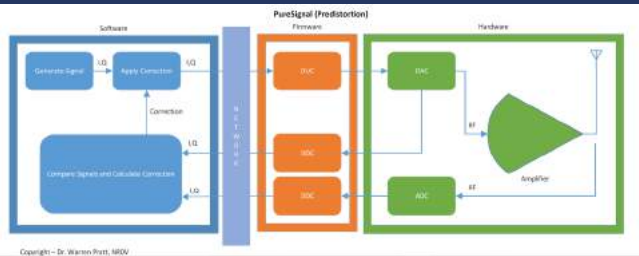 PureSignal (Predistortion)
Software
Firmware
Hardware
Generate Signal
I,Q
Apply Correction
I,Q
DUC
DAC
Correction
NETWORK
RF
Amplifier
Compare Signals and Calculate Correction
I,Q
DDC
I,Q
DDC
ADC
RF
Copyright – Dr. Warren Pratt, NR0V